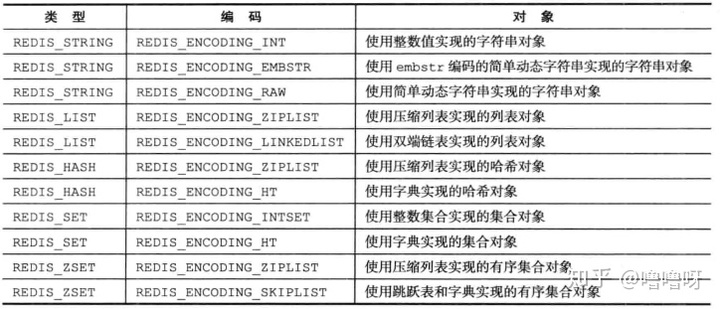 类 型 编 码 对 象
REDIS_STRING REDIS_ENCODING_INT 使用整数值实现的字符串对象
REDIS_STRING REDIS_ENCODING_EMBSTR 使用 embstr 编码的简单动态字符串实现的字符串对象
REDIS_STRING REDIS_ENCODING_RAW 使用简单动态字符串实现的字符串对象
REDIS_LIST REDIS_ENCODING_ZIPLIST 使用压缩列表实现的列表对象
REDIS_LIST REDIS_ENCODING_LINKEDLIST 使用双端链表实现的列表对象
REDIS_HASH REDIS_ENCODING_ZIPLIST 使用压缩列表实现的哈希对象
REDIS_HASH REDIS_ENCODING_HT 使用字典实现的哈希对象
REDIS_SET REDIS_ENCODING_INTSET 使用整数集合实现的集合对象
REDIS_SET REDIS_ENCODING_HT 使用字典实现的集合对象
REDIS_ZSET REDIS_ENCODING_ZIPLIST 使用压缩列表实现的有序集合对象
REDIS_ZSET REDIS_ENCODING_SKIPLIST 使用跳跃表和字典实现的有序集合对象
知乎 @噜噜呀